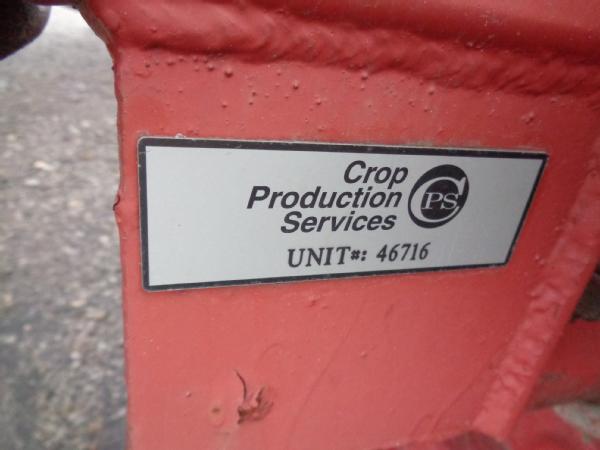 Crop
Production
Services
CPS
UNIT#: 46716